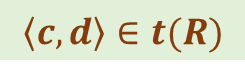 ⟨c, d⟩ ∈ t(R)